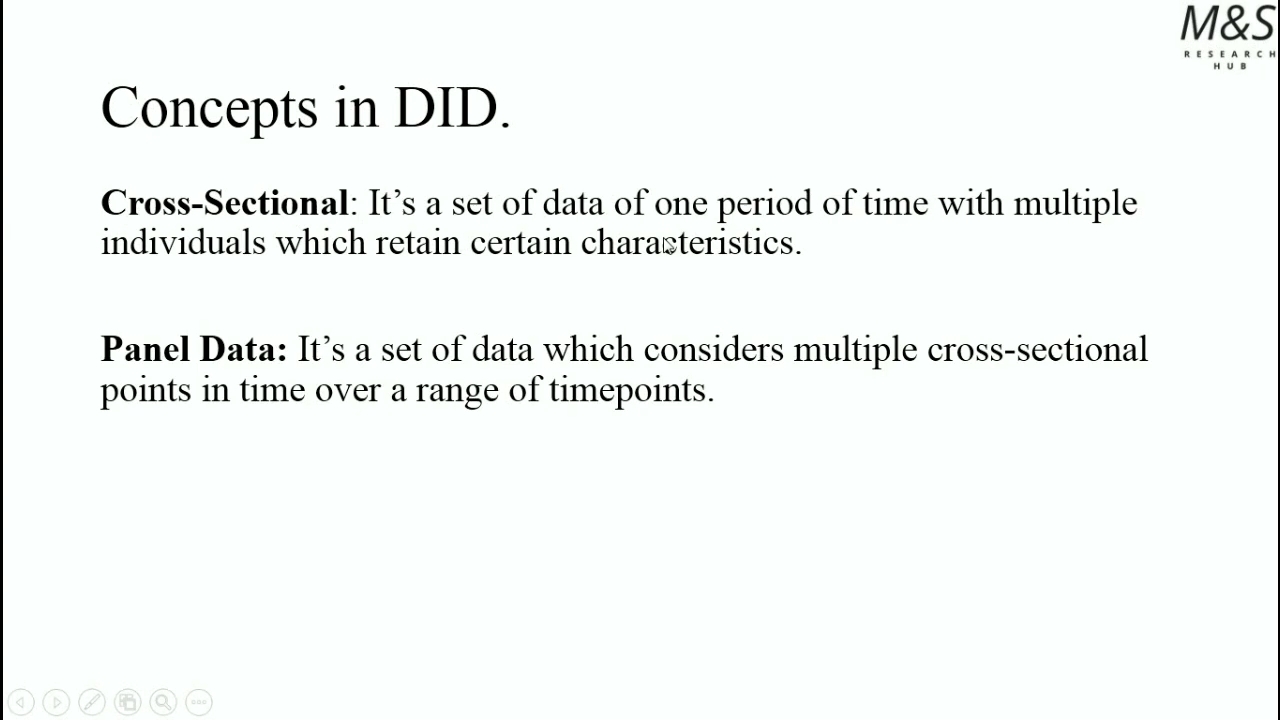 M&S
RESEARCH
HUB
Concepts in DID.
Cross-Sectional: It’s a set of data of one period of time with multiple
individuals which retain certain characteristics.
Panel Data: It’s a set of data which considers multiple cross-sectional
points in time over a range of timepoints.